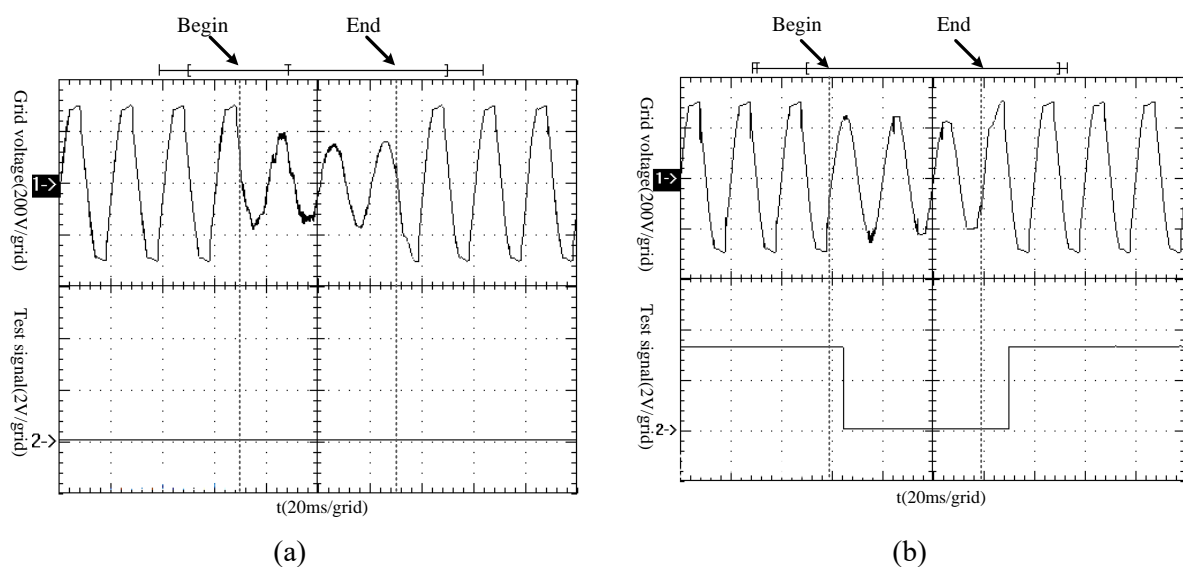 Begin
End
Grid voltage(200V/grid)
1->
Test signal(2V/grid)
2->
t(20ms/grid)
(a)
Begin
End
Grid voltage(200V/grid)
1->
Test signal(2V/grid)
2->
t(20ms/grid)
(b)